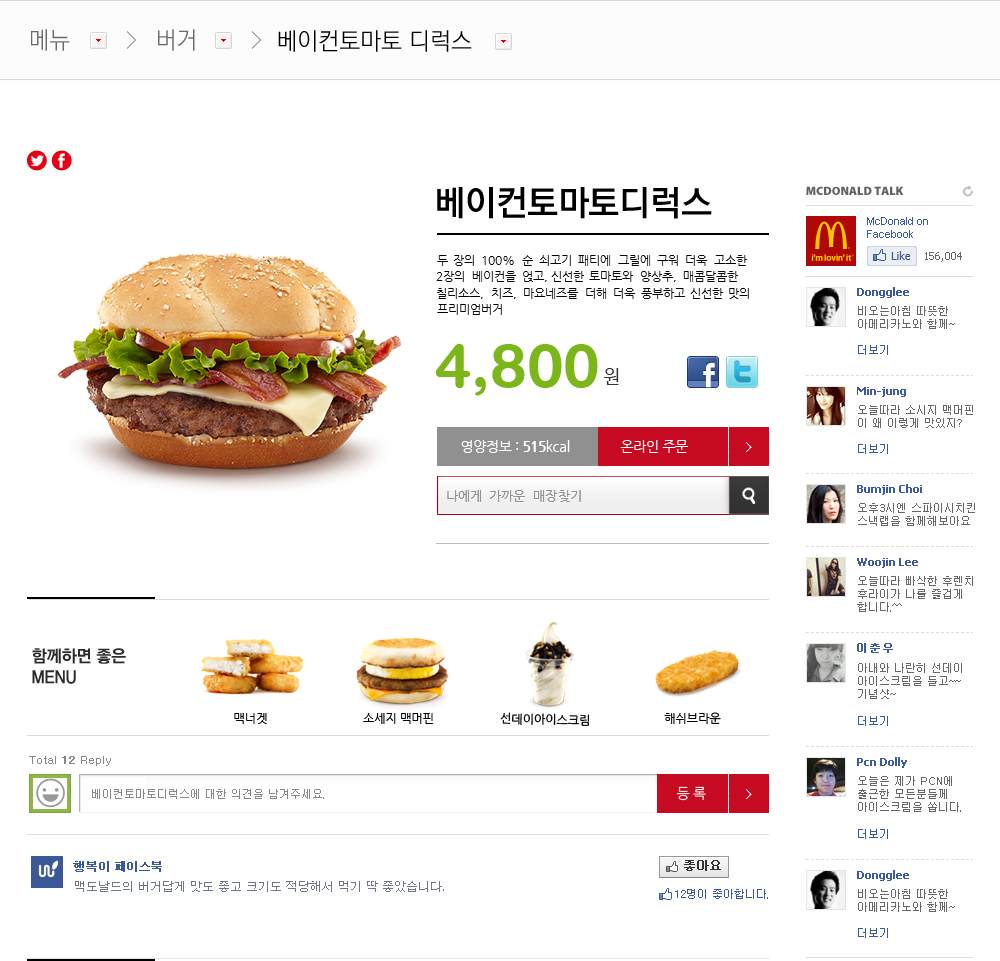 메뉴 버거 베이컨토마토 디럭스
베이컨토마토디럭스
두 장의 100% 순 쇠고기 패티에 그릴에 구워 더욱 고소한
2장의 베이컨을 얹고, 신선한 토마토와 양상추, 매콤달콤한
칠리소스, 치즈, 마요네즈를 더해 더욱 풍부하고 신선한 맛의
프리미엄버거
4,800 원
영양정보 : 515kcal 온라인 주문
나에게 가까운 매장찾기
함께하면 좋은
MENU
맥너겟 소세지 맥머핀 선데이아이스크림 해쉬브라운
Total 12 Reply
베이컨토마토디럭스에 대한 의견을 남겨주세요.
등 록
행복이 페이스북
맥도날드의 버거답게 맛도 좋고 크기도 적당해서 먹기 딱 좋았습니다.
좋아요
12명이 좋아합니다.
MCDONALD TALK
i'm lovin' it
McDonald on
Facebook
Like 156,004
Dongglee
비오는아침 따뜻한
아메리카노와 함께~
더보기
Min-jung
오늘따라 소시지 맥머핀
이 왜 이렇게 맛있지?
더보기
Bumjin Choi
오후3시엔 스파이시치킨
스낵랩을 함께해보아요
Woojin Lee
오늘따라 빠삭한 후렌치
후라이가 나를 즐겁게
합니다.^^
이 춘 우
아내와 나란히 선데이
아이스크림을 들고~~
기념샷~
더보기
Pcn Dolly
오늘은 제가 PCN에
출근한 모든분들께
아이스크림을 쏩니다.
더보기
Dongglee
비오는아침 따뜻한
아메리카노와 함께~
더보기